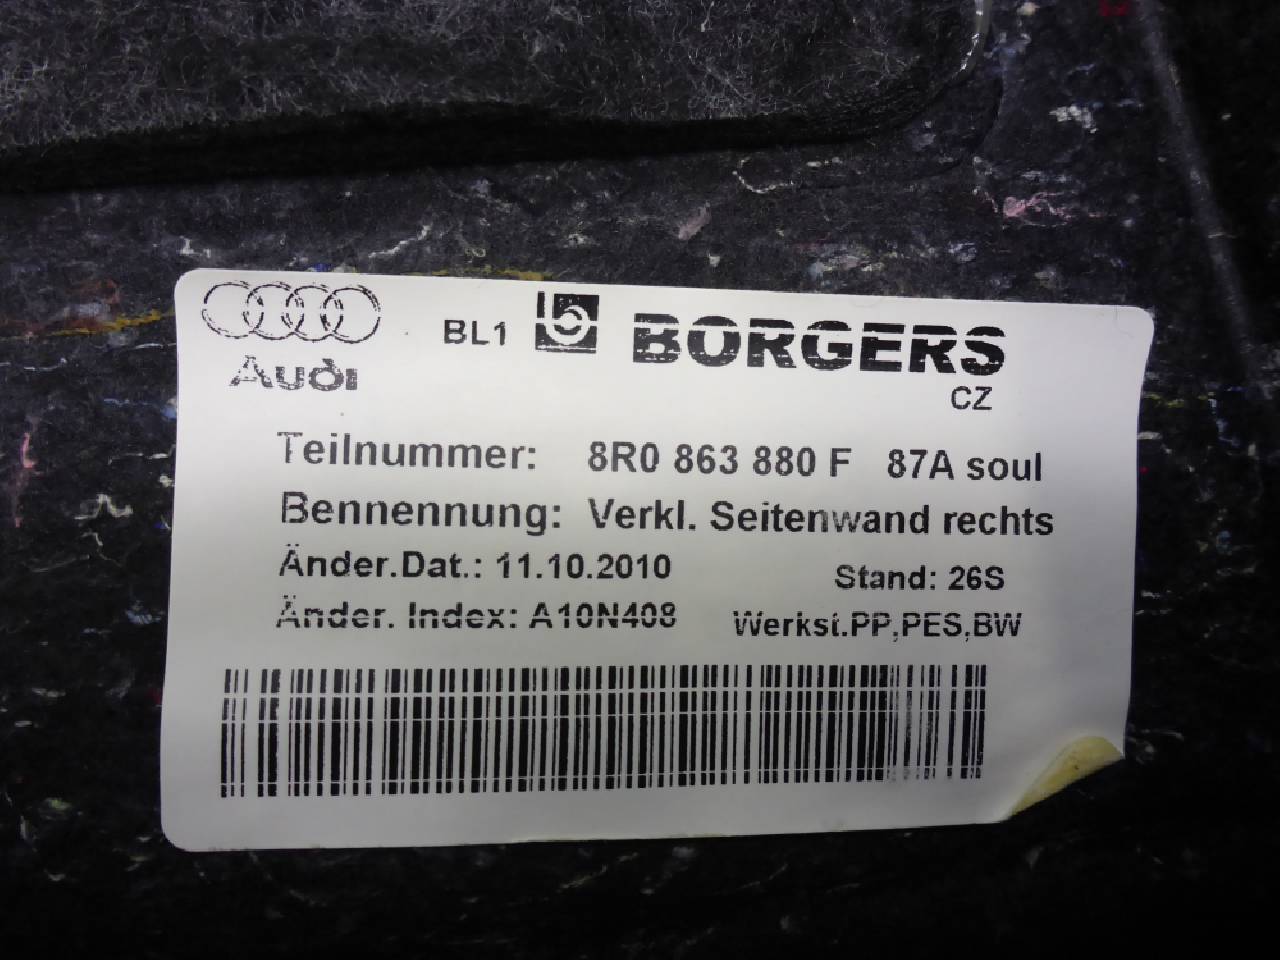 Audi
BL1 BORGERS
CZ
Teilnummer: 8R0 863 880 F 87A soul
Bennennung: Verkl. Seitenwand rechts
Änder.Dat.: 11.10.2010 Stand: 26S
Änder. Index: A10N408 Werkst.PP,PES,BW